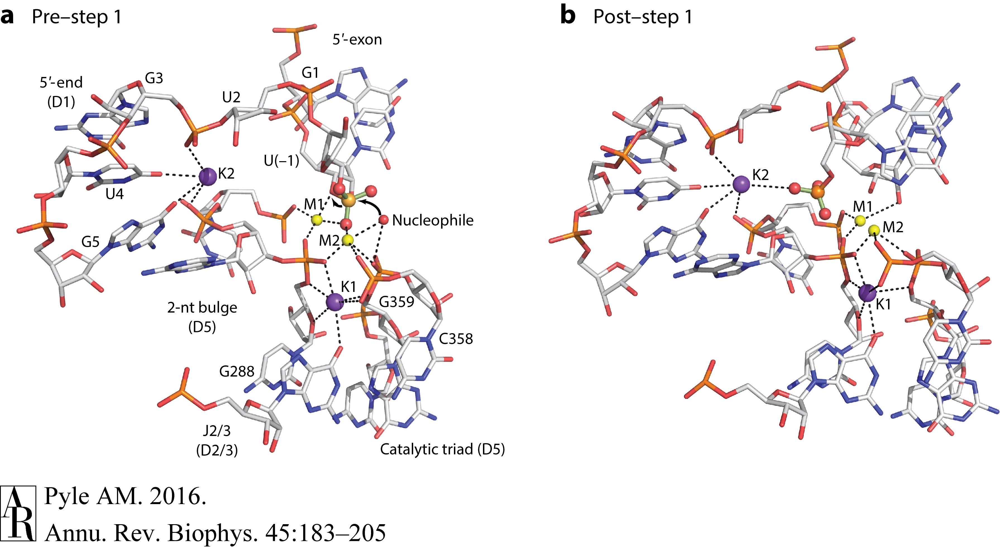 a Pre–step 1
5′-exon
G1
G3
5′-end
(D1)
U2
U(–1)
K2
U4
M1
Nucleophile
M2
G5
K1
G359
2-nt bulge
(D5)
C358
G288
J2/3
(D2/3)
Catalytic triad (D5)
b Post–step 1
K2
M1
M2
K1
AR
Pyle AM. 2016.
Annu. Rev. Biophys. 45:183–205